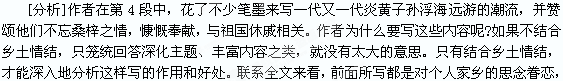 [分析]作者在第 4 段中，花了不少笔墨来写一代又一代炎黄子孙浮海远游的潮流，并赞
颂他们不忘桑梓之情，慷慨奉献，与祖国休戚相关。作者为什么要写这些内容呢?如果不结合
乡土情结，只笼统回答深化主题、丰富内容之类，就没有太大的意思。只有结合乡土情结，
才能深入地分析这样写的作用和好处。联系全文来看，前面所写都是对个人家乡的思念眷恋，